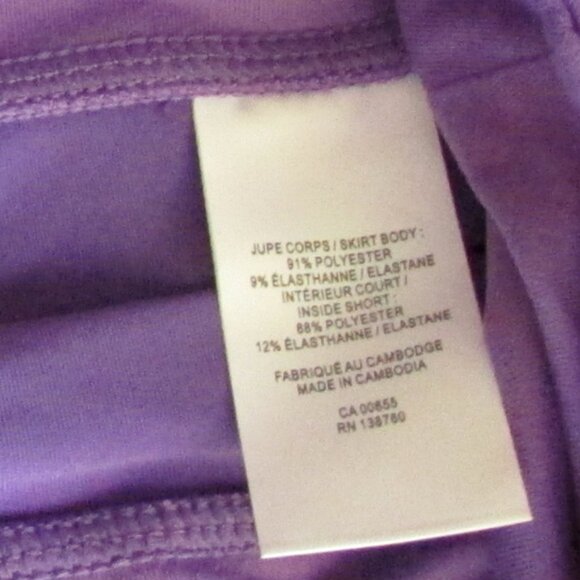 JUPE CORPS / SKIRT BODY :
91% POLYESTER
9% ÉLASTHANNE / ELASTANE
INTÉRIEUR COURT /
INSIDE SHORT :
88% POLYESTER
12% ÉLASTHANNE / ELASTANE
FABRIQUÉ AU CAMBODGE
MADE IN CAMBODIA
CA 00655
RN 138760